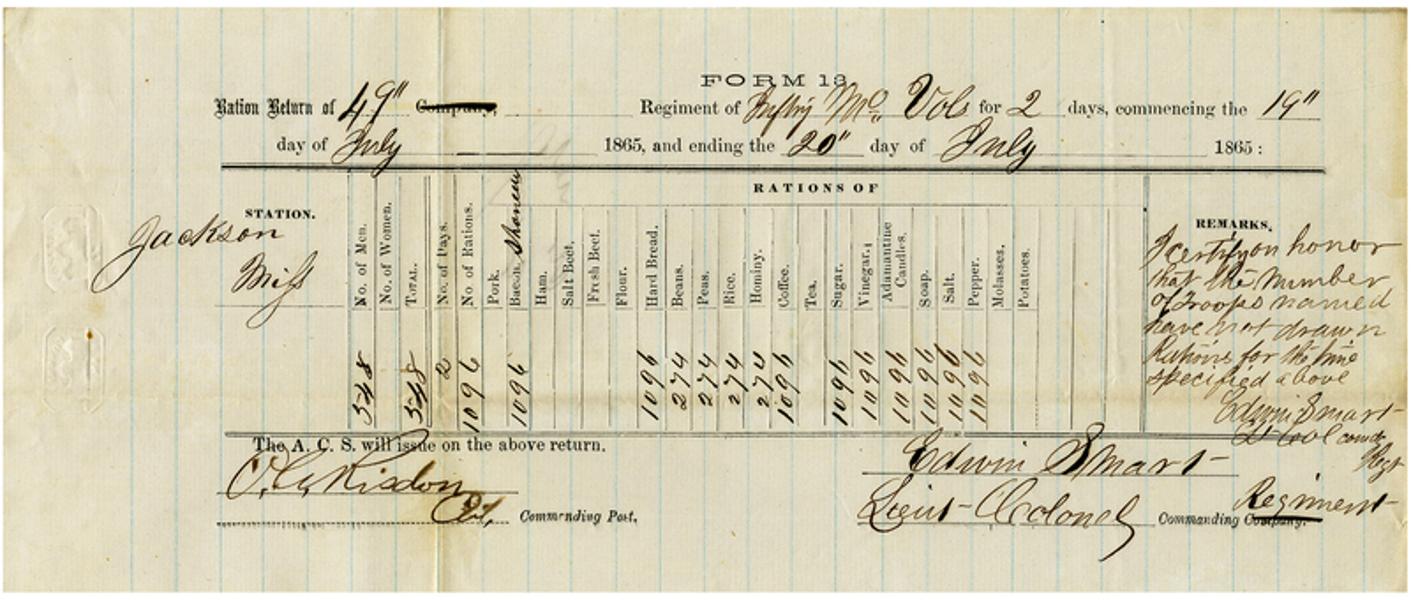 FORM 13.
Ration Return of 49" Company, Regiment of Inftry Mo. Vols for 2 days, commencing the 19"
day of July 1865, and ending the 20" day of July 1865:
RATIONS OF
STATION.
No. of Men.
No. of Women.
TOTAL.
No. of Days.
No. of Rations.
Pork.
Bacon.
Ham.
Salt Beef.
Fresh Beef.
Flour.
Hard Bread.
Beans.
Peas.
Rice.
Hominy.
Coffee.
Tea.
Sugar.
Vinegar.
Adamantine
Candles.
Soap.
Salt.
Pepper.
Molasses.
Potatoes.
REMARKS.
Jackson
Miss
548
548
2
1096
1096
1096
274
274
274
274
1096
1096
1096
1096
1096
1096
1096
I certify on honor
that the number
of troops named
have not drawn
Rations for the time
specified above
Edwin Smart
Lt Col comdg
Regt
The A. C. S. will issue on the above return.
Risdon
Col,
Commanding Post.
Edwin Smart
Lieut-Colonel
Commanding Company. Regiment